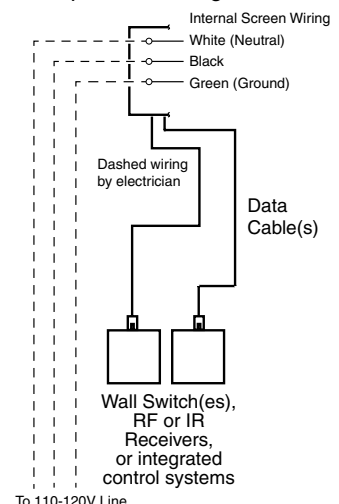 Internal Screen Wiring
White (Neutral)
Black
Green (Ground)
Dashed wiring
by electrician
Data
Cable(s)
Wall Switch(es),
RF or IR
Receivers,
or integrated
control systems
To 110-120V Line